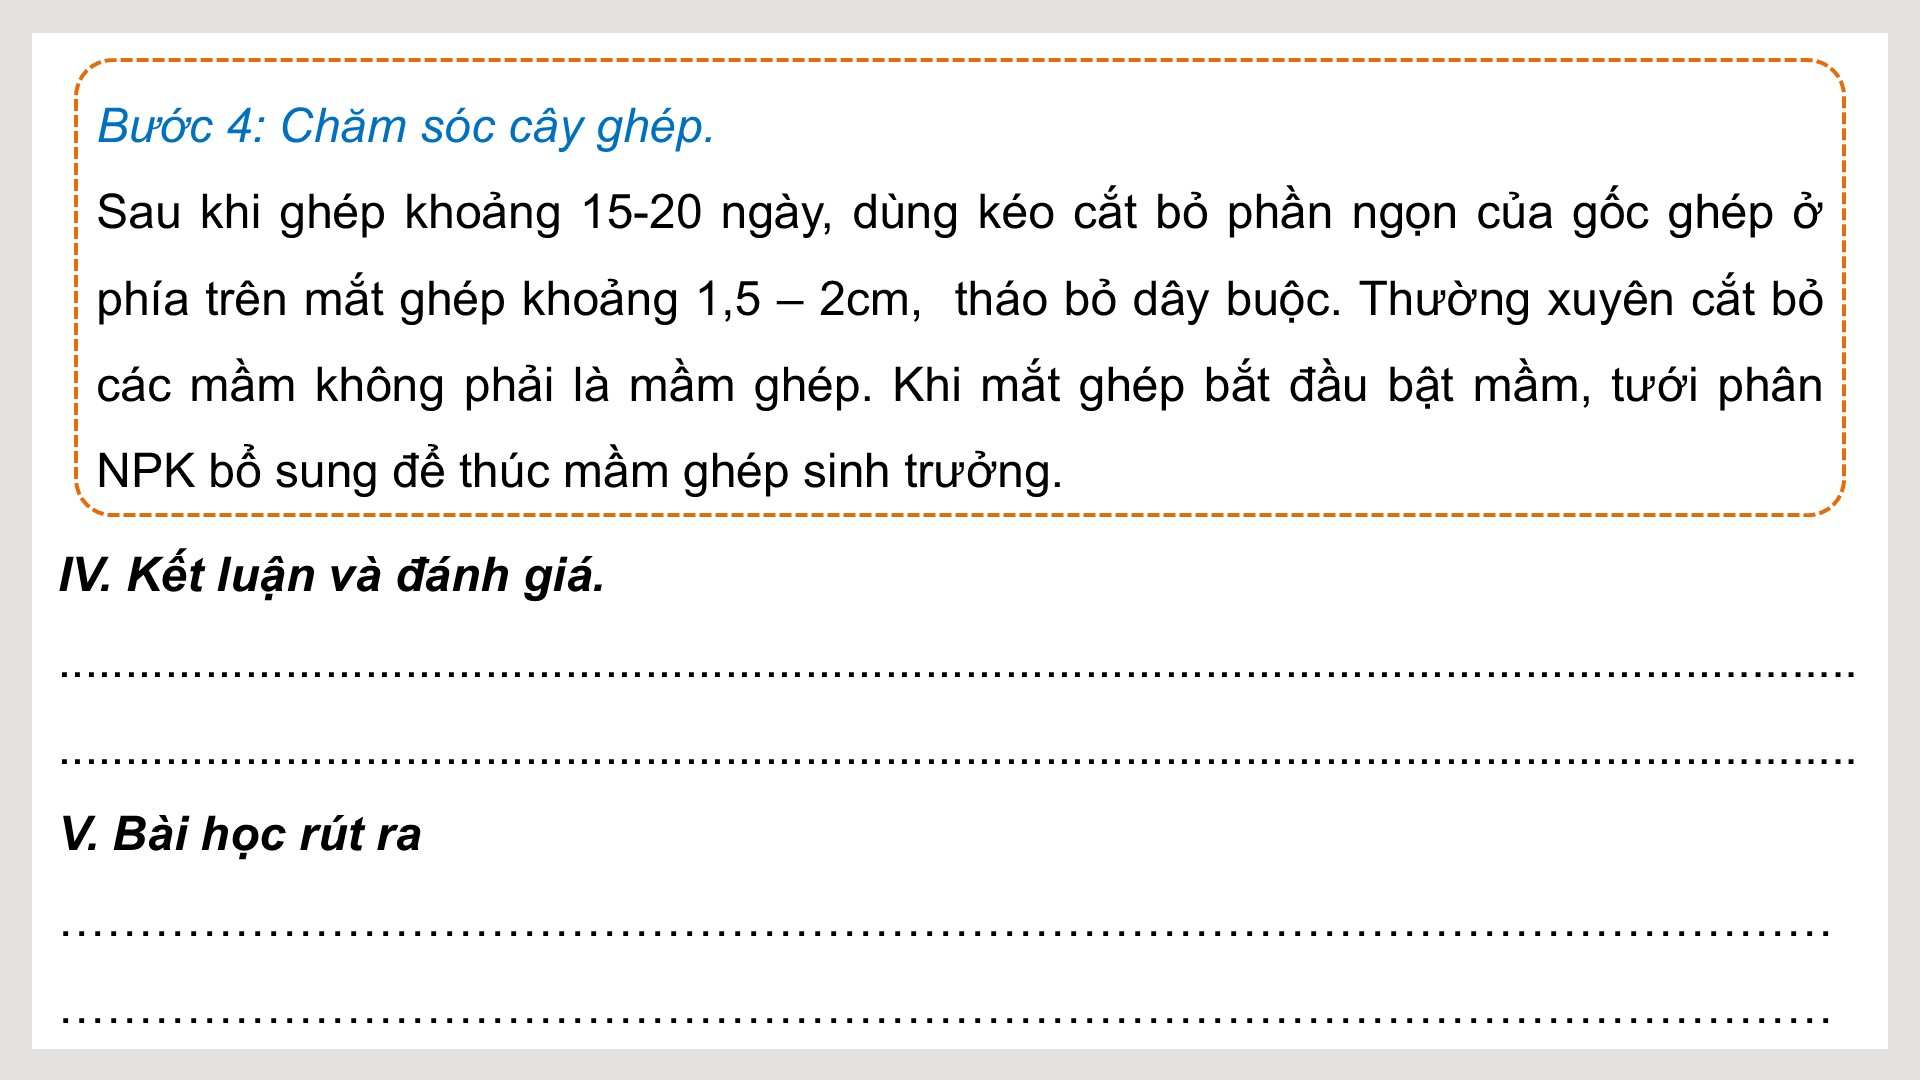 Bước 4: Chăm sóc cây ghép.
Sau khi ghép khoảng 15-20 ngày, dùng kéo cắt bỏ phần ngọn của gốc ghép ở
phía trên mắt ghép khoảng 1,5 – 2cm,  tháo bỏ dây buộc. Thường xuyên cắt bỏ
các mầm không phải là mầm ghép. Khi mắt ghép bắt đầu bật mầm, tưới phân
NPK bổ sung để thúc mầm ghép sinh trưởng.
IV. Kết luận và đánh giá.
.......................................................................................................................................
.......................................................................................................................................
V. Bài học rút ra
………………………………………………………………………………………………
………………………………………………………………………………………………